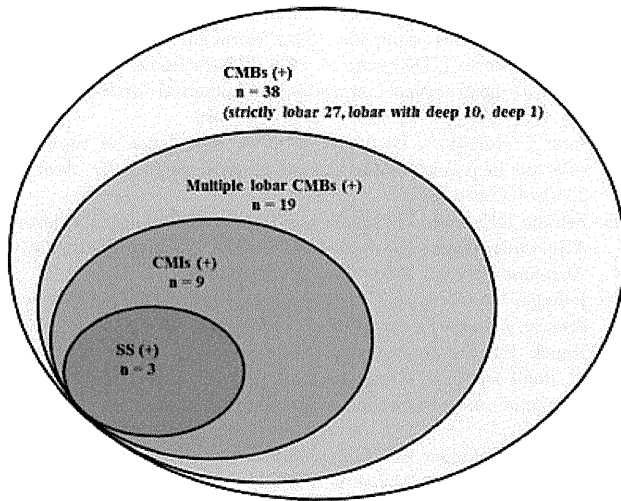 CMBs (+)
n = 38
(strictly lobar 27, lobar with deep 10, deep 1)
Multiple lobar CMBs (+)
n = 19
CMIs (+)
n = 9
SS (+)
n = 3